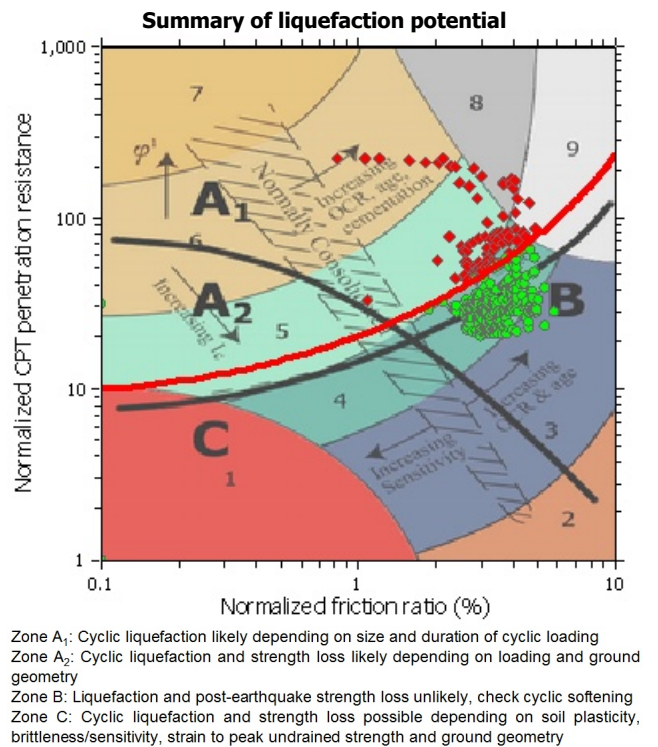 Summary of liquefaction potential
1,000
7
8
9
φ'
Increasing
OCR, age,
cementation
Normally Consolid
A1
100
6
A2
Increasing I
5
B
10
4
Increasing
OCR & age
C
3
Increasing
Sensitivity
1
2
1
0.1
1
10
Normalized CPT penetration resistance
Normalized friction ratio (%)
Zone A1: Cyclic liquefaction likely depending on size and duration of cyclic loading
Zone A2: Cyclic liquefaction and strength loss likely depending on loading and ground
geometry
Zone B: Liquefaction and post-earthquake strength loss unlikely, check cyclic softening
Zone C: Cyclic liquefaction and strength loss possible depending on soil plasticity,
brittleness/sensitivity, strain to peak undrained strength and ground geometry